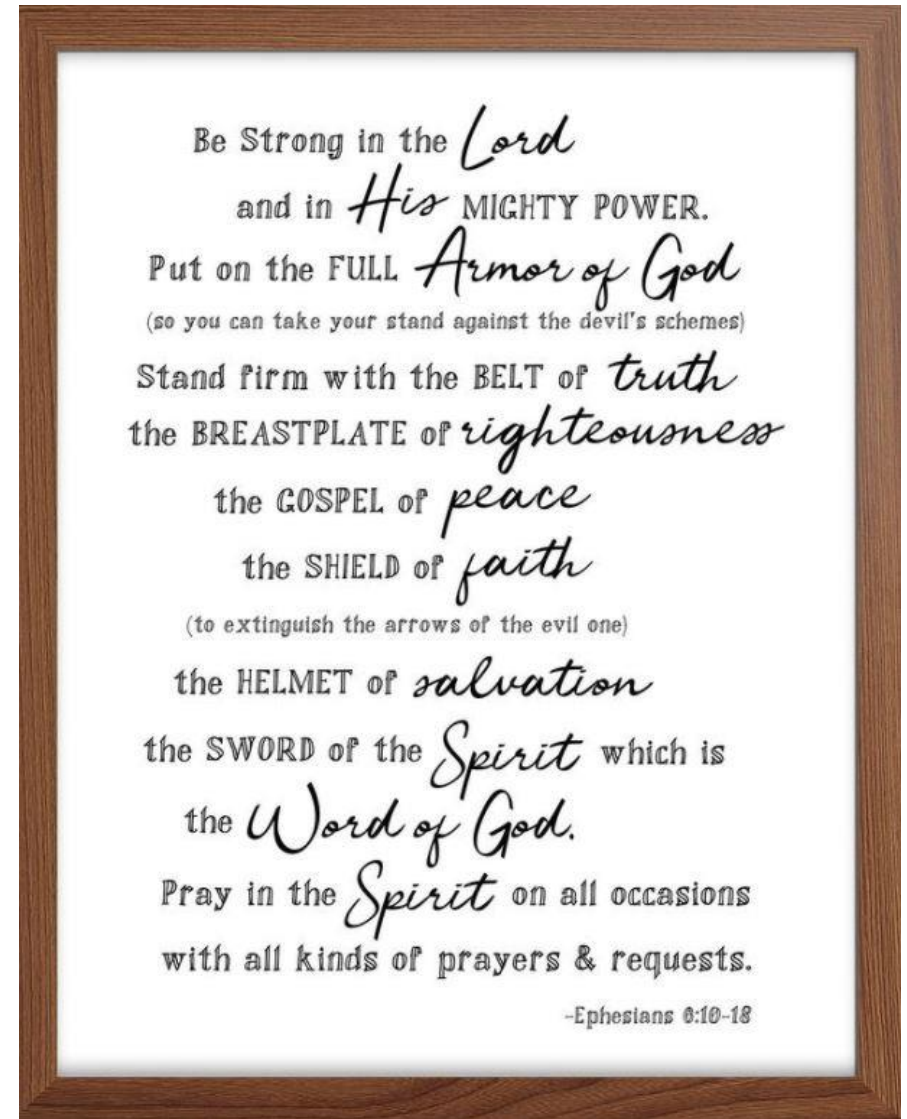 Be Strong in the Lord
and in His MIGHTY POWER.
Put on the FULL Armor of God
(so you can take your stand against the devil's schemes)
Stand firm with the BELT of truth
the BREASTPLATE of righteousness
the GOSPEL of peace
the SHIELD of faith
(to extinguish the arrows of the evil one)
the HELMET of salvation
the SWORD of the Spirit which is
the Word of God.
Pray in the Spirit on all occasions
with all kinds of prayers & requests.
-Ephesians 6:10-18